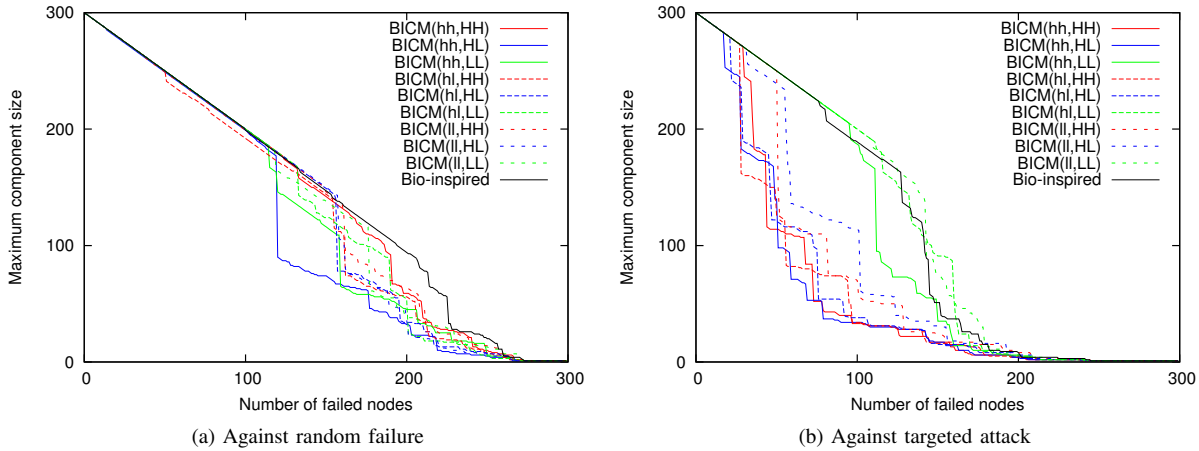 300
200
100
0
Maximum component size
BICM(hh,HH)
BICM(hh,HL)
BICM(hh,LL)
BICM(hl,HH)
BICM(hl,HL)
BICM(hl,LL)
BICM(ll,HH)
BICM(ll,HL)
BICM(ll,LL)
Bio-inspired
0 100 200 300
Number of failed nodes
(a) Against random failure
300
200
100
0
Maximum component size
BICM(hh,HH)
BICM(hh,HL)
BICM(hh,LL)
BICM(hl,HH)
BICM(hl,HL)
BICM(hl,LL)
BICM(ll,HH)
BICM(ll,HL)
BICM(ll,LL)
Bio-inspired
0 100 200 300
Number of failed nodes
(b) Against targeted attack